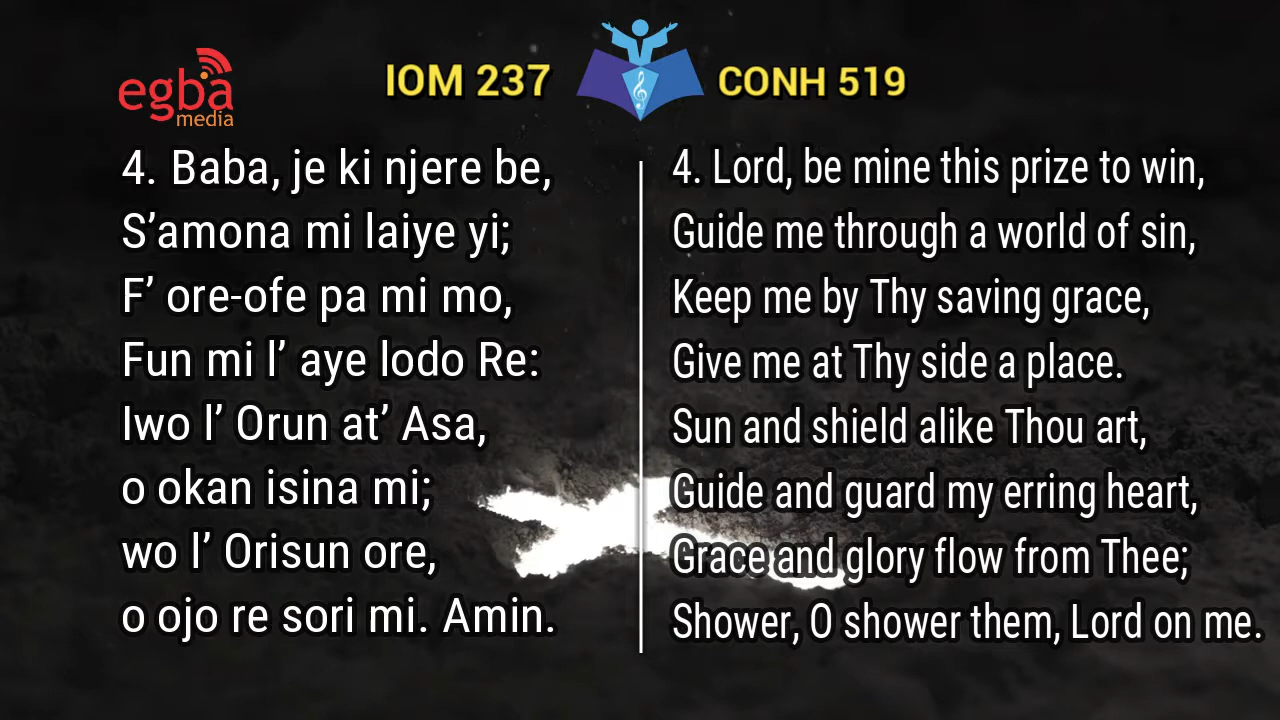 egba
media
IOM 237
CONH 519
4. Baba, je ki njere be,
S’amona mi laiye yi;
F’ ore-ofe pa mi mo,
Fun mi l’ aye lodo Re:
Iwo l’ Orun at’ Asa,
o okan isina mi;
wo l’ Orisun ore,
o ojo re sori mi. Amin.
4. Lord, be mine this prize to win,
Guide me through a world of sin,
Keep me by Thy saving grace,
Give me at Thy side a place.
Sun and shield alike Thou art,
Guide and guard my erring heart,
Grace and glory flow from Thee;
Shower, O shower them, Lord on me.